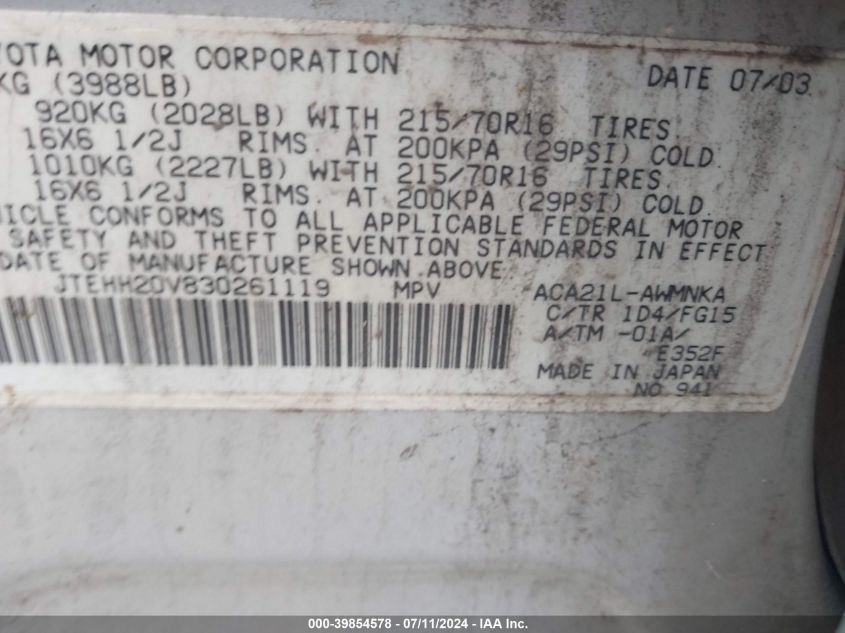 YOTA MOTOR CORPORATION DATE 07/03
KG (3988LB)
920KG (2028LB) WITH 215/70R16 TIRES
16X6 1/2J RIMS. AT 200KPA (29PSI) COLD.
1010KG (2227LB) WITH 215/70R16 TIRES
16X6 1/2J RIMS. AT 200KPA (29PSI) COLD.
HICLE CONFORMS TO ALL APPLICABLE FEDERAL MOTOR
SAFETY AND THEFT PREVENTION STANDARDS IN EFFECT
DATE OF MANUFACTURE SHOWN ABOVE.
JTEHH20V830261119 MPV ACA21L-AWMNKA
C/TR 1D4/FG15
A/TM -01A/
E352F
MADE IN JAPAN
NO 941
000-39854578 - 07/11/2024 - IAA Inc.